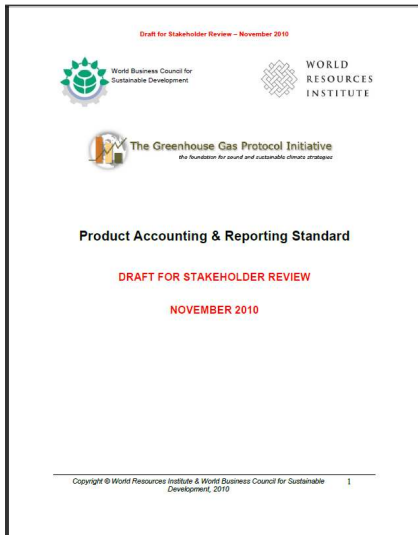 Draft for Stakeholder Review – November 2010
World Business Council for
Sustainable Development
WORLD
RESOURCES
INSTITUTE
The Greenhouse Gas Protocol Initiative
the foundation for sound and sustainable climate strategies
Product Accounting & Reporting Standard
DRAFT FOR STAKEHOLDER REVIEW
NOVEMBER 2010
Copyright © World Resources Institute & World Business Council for Sustainable
Development, 2010
1